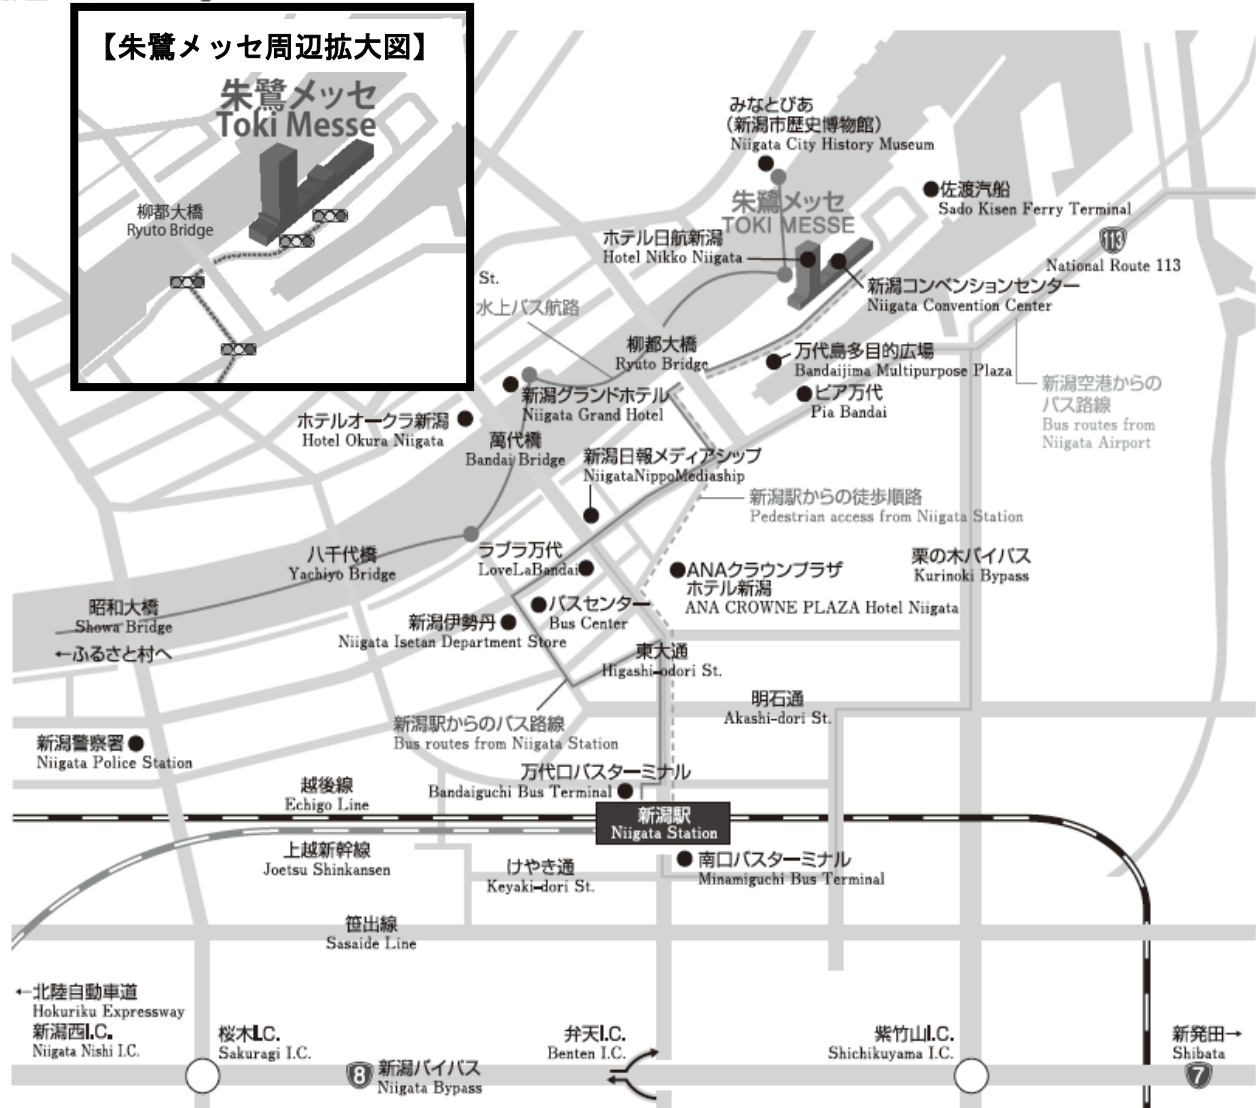 【朱鷺メッセ周辺拡大図】
朱鷺メッセ
Toki Messe
柳都大橋
Ryuto Bridge
みなとぴあ
(新潟市歴史博物館)
Niigata City History Museum
朱鷺メッセ
TOKI MESSE
佐渡汽船
Sado Kisen Ferry Terminal
113
National Route 113
ホテル日航新潟
Hotel Nikko Niigata
新潟コンベンションセンター
Niigata Convention Center
St.
水上バス航路
柳都大橋
Ryuto Bridge
万代島多目的広場
Bandaijima Multipurpose Plaza
ピア万代
Pia Bandai
新潟空港からの
バス路線
Bus routes from
Niigata Airport
新潟グランドホテル
Niigata Grand Hotel
ホテルオークラ新潟
Hotel Okura Niigata
萬代橋
Bandai Bridge
新潟日報メディアシップ
NiigataNippoMediaship
新潟駅からの徒歩順路
Pedestrian access from Niigata Station
八千代橋
Yachiyo Bridge
ラブラ万代
LoveLaBandai
ANAクラウンプラザ
ホテル新潟
ANA CROWNE PLAZA Hotel Niigata
栗の木バイパス
Kurinoki Bypass
昭和大橋
Showa Bridge
←ふるさと村へ
バスセンター
Bus Center
新潟伊勢丹
Niigata Isetan Department Store
東大通
Higashi-odori St.
明石通
Akashi-dori St.
新潟駅からのバス路線
Bus routes from Niigata Station
新潟警察署
Niigata Police Station
万代口バスターミナル
Bandaiguchi Bus Terminal
越後線
Echigo Line
新潟駅
Niigata Station
上越新幹線
Joetsu Shinkansen
けやき通
Keyaki-dori St.
南口バスターミナル
Minamiguchi Bus Terminal
笹出線
Sasaide Line
←北陸自動車道
Hokuriku Expressway
新潟西I.C.
Niigata Nishi I.C.
桜木I.C.
Sakuragi I.C.
8
新潟バイパス
Niigata Bypass
弁天I.C.
Benten I.C.
紫竹山I.C.
Shichikuyama I.C.
新発田→
Shibata
7